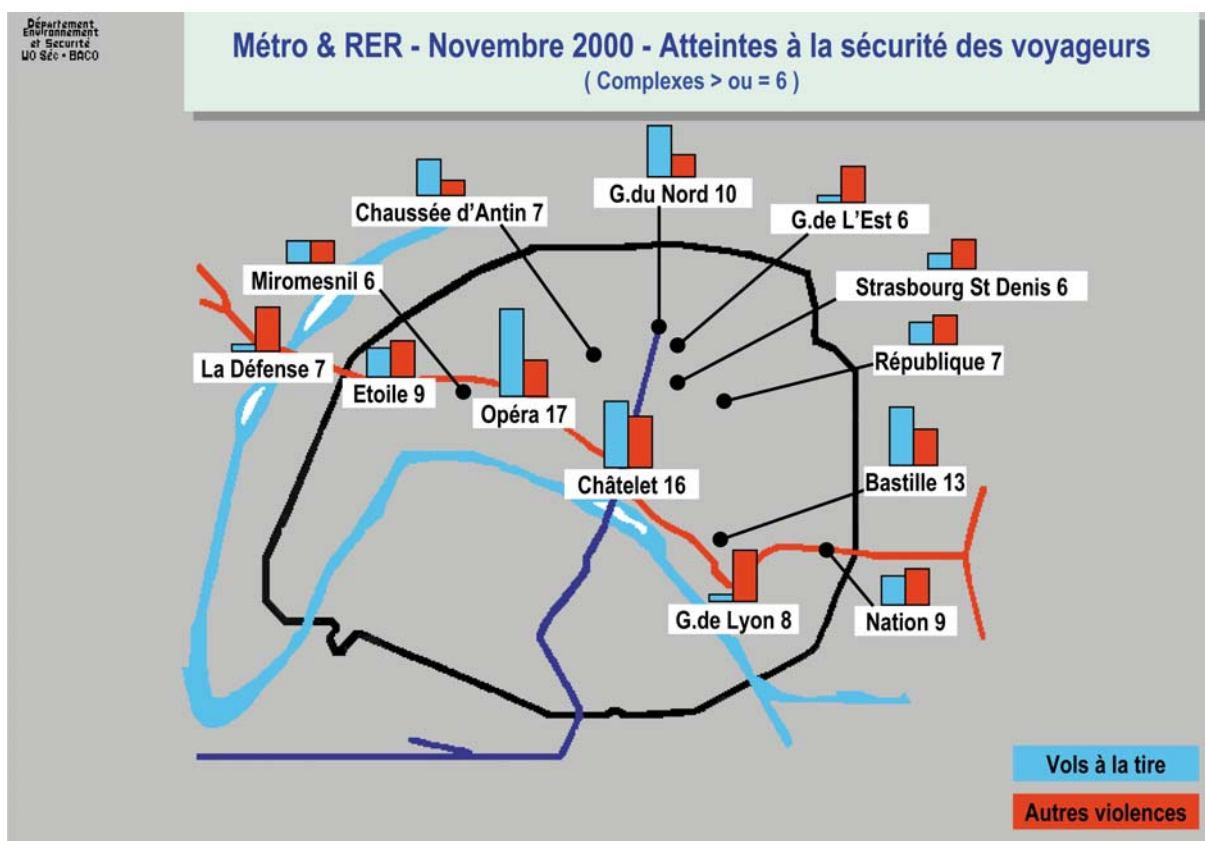 Département
Environnement
et Securité
UO Séc - BACO
Métro & RER - Novembre 2000 - Atteintes à la sécurité des voyageurs
( Complexes > ou = 6 )
G.du Nord 10
Chaussée d'Antin 7
G.de L'Est 6
Miromesnil 6
Strasbourg St Denis 6
La Défense 7
République 7
Etoile 9
Opéra 17
Châtelet 16
Bastille 13
G.de Lyon 8
Nation 9
Vols à la tire
Autres violences